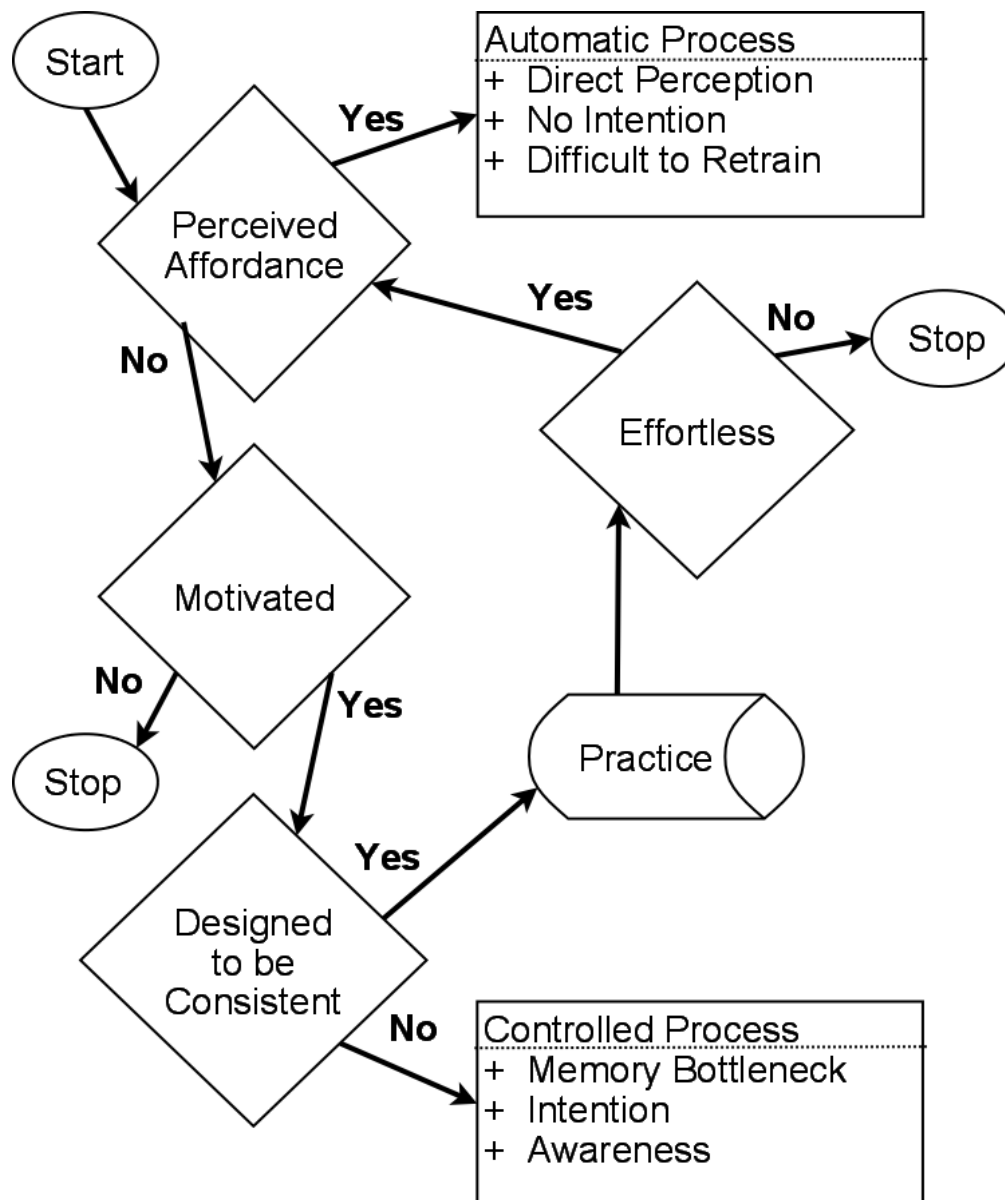 Start
Automatic Process
+ Direct Perception
+ No Intention
+ Difficult to Retrain
Yes
Perceived
Affordance
Yes
No
Stop
No
Effortless
Motivated
No
Yes
Stop
Practice
Yes
Designed
to be
Consistent
No
Controlled Process
+ Memory Bottleneck
+ Intention
+ Awareness